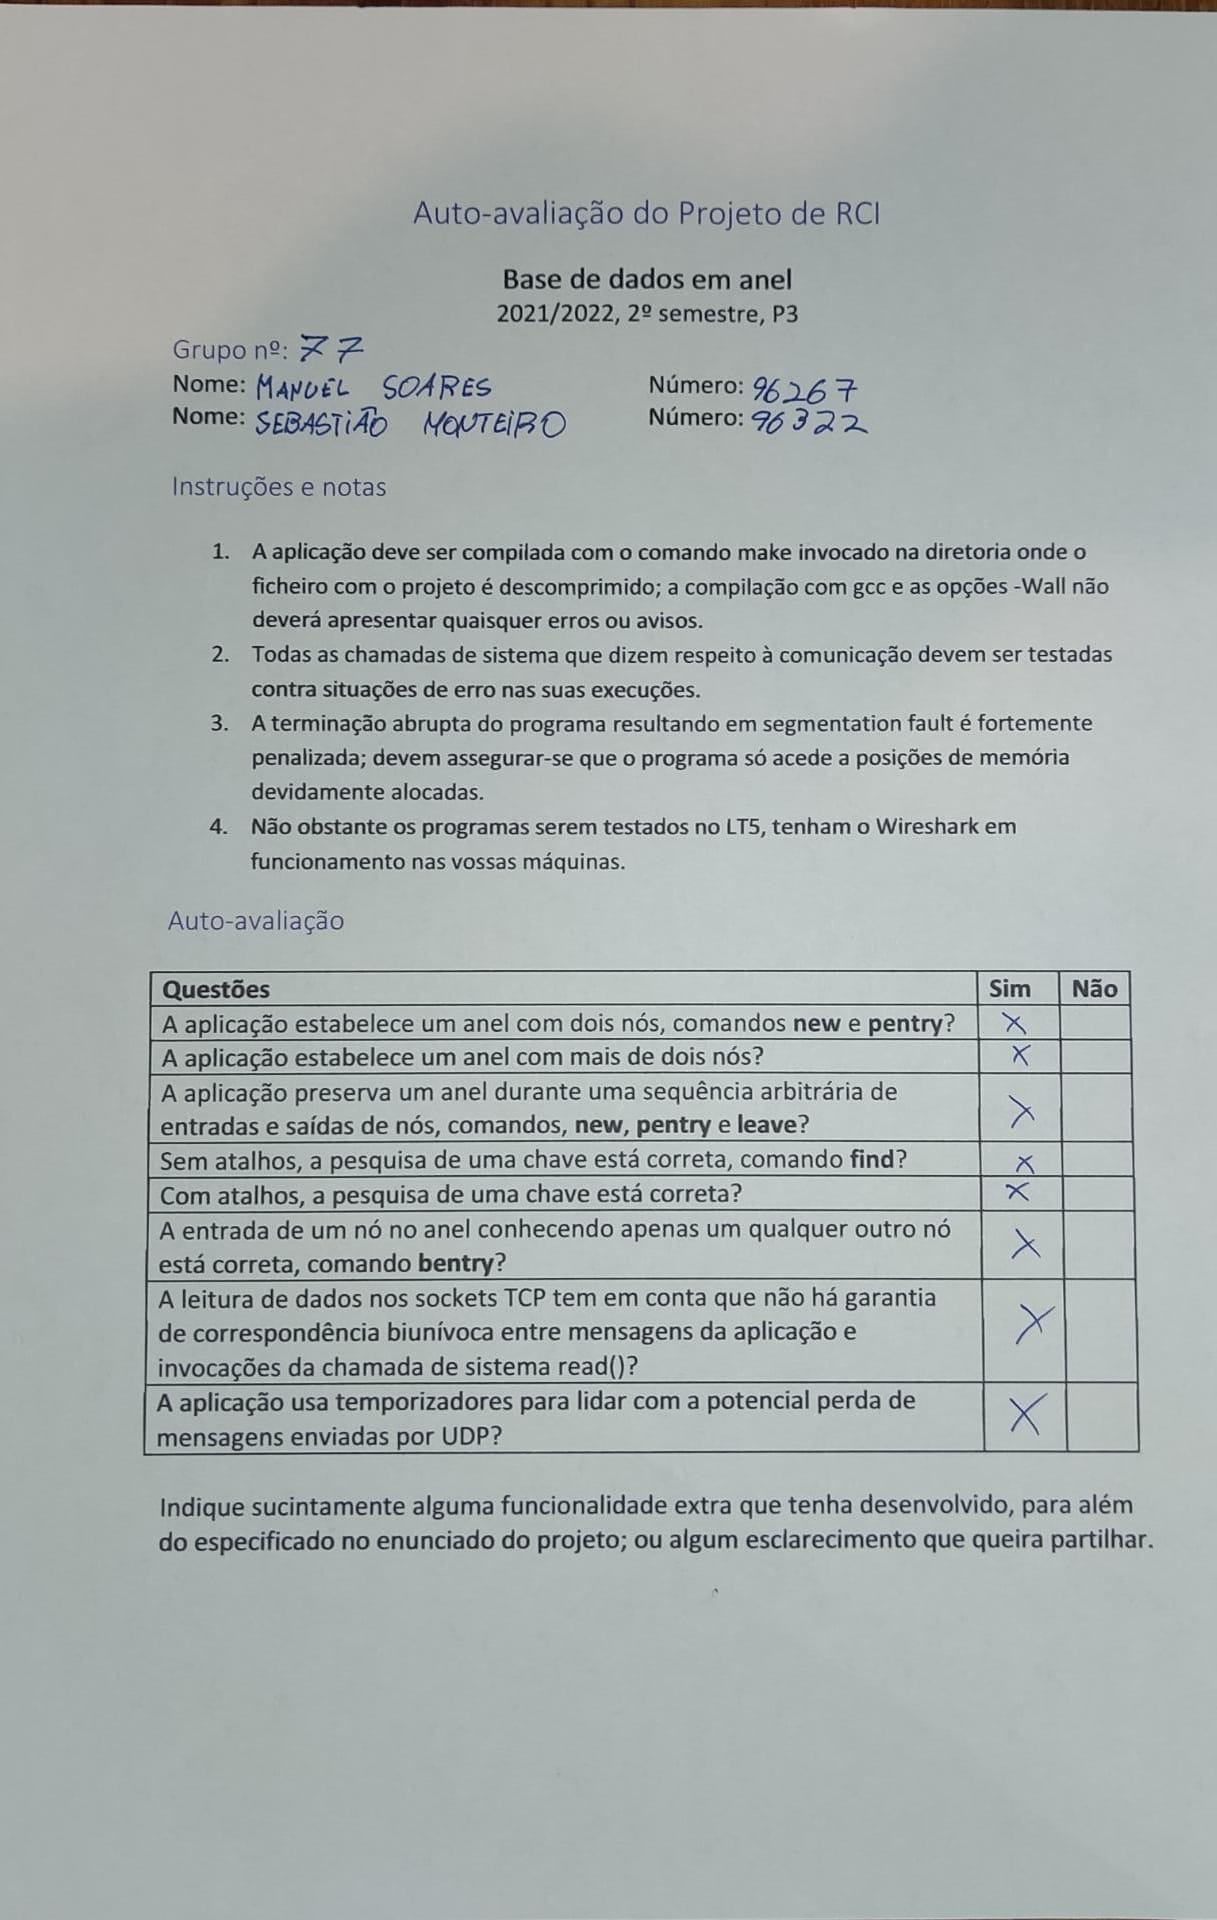 Auto-avaliação do Projeto de RCI
Base de dados em anel
2021/2022, 2º semestre, P3
Grupo nº: 77
Nome: MANUEL SOARES Número: 96267
Nome: SEBASTIÃO MONTEIRO Número: 96322
Instruções e notas
1. A aplicação deve ser compilada com o comando make invocado na diretoria onde o
ficheiro com o projeto é descomprimido; a compilação com gcc e as opções -Wall não
deverá apresentar quaisquer erros ou avisos.
2. Todas as chamadas de sistema que dizem respeito à comunicação devem ser testadas
contra situações de erro nas suas execuções.
3. A terminação abrupta do programa resultando em segmentation fault é fortemente
penalizada; devem assegurar-se que o programa só acede a posições de memória
devidamente alocadas.
4. Não obstante os programas serem testados no LT5, tenham o Wireshark em
funcionamento nas vossas máquinas.
Auto-avaliação
Questões Sim Não
A aplicação estabelece um anel com dois nós, comandos new e pentry? X
A aplicação estabelece um anel com mais de dois nós? X
A aplicação preserva um anel durante uma sequência arbitrária de
entradas e saídas de nós, comandos, new, pentry e leave? X
Sem atalhos, a pesquisa de uma chave está correta, comando find? X
Com atalhos, a pesquisa de uma chave está correta? X
A entrada de um nó no anel conhecendo apenas um qualquer outro nó
está correta, comando bentry? X
A leitura de dados nos sockets TCP tem em conta que não há garantia
de correspondência biunívoca entre mensagens da aplicação e X
invocações da chamada de sistema read()?
A aplicação usa temporizadores para lidar com a potencial perda de X
mensagens enviadas por UDP?
Indique sucintamente alguma funcionalidade extra que tenha desenvolvido, para além
do especificado no enunciado do projeto; ou algum esclarecimento que queira partilhar.